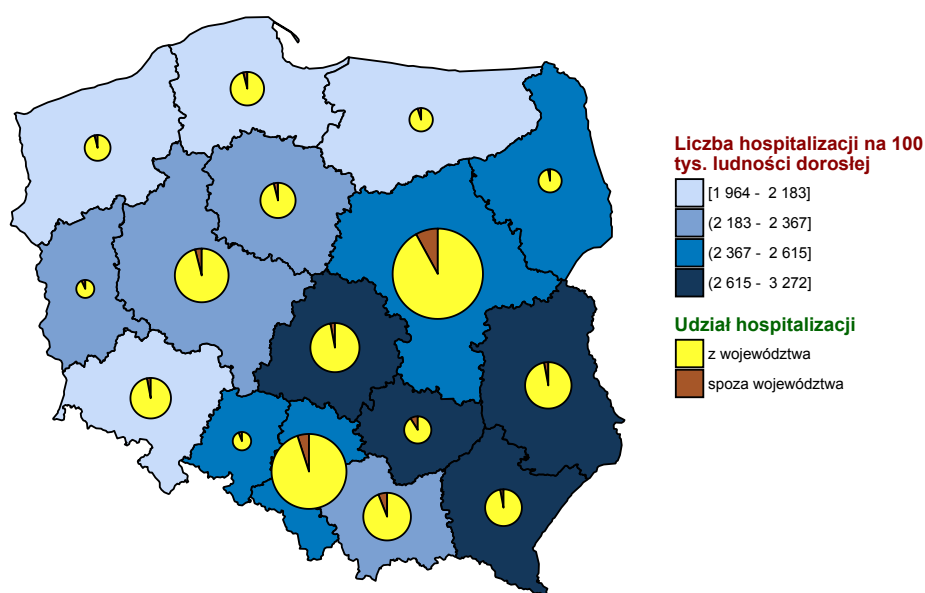 Liczba hospitalizacji na 100
tys. ludności dorosłej
[1 964 - 2 183]
(2 183 - 2 367]
(2 367 - 2 615]
(2 615 - 3 272]
Udział hospitalizacji
z województwa
spoza województwa